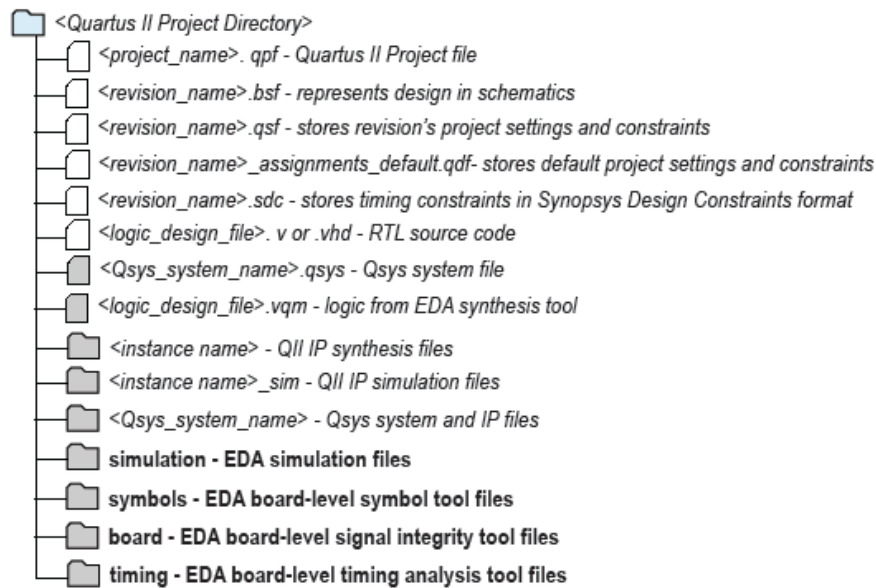 <Quartus II Project Directory>
<project_name>. qpf - Quartus II Project file
<revision_name>.bsf - represents design in schematics
<revision_name>.qsf - stores revision's project settings and constraints
<revision_name>_assignments_default.qdf- stores default project settings and constraints
<revision_name>.sdc - stores timing constraints in Synopsys Design Constraints format
<logic_design_file>. v or .vhd - RTL source code
<Qsys_system_name>.qsys - Qsys system file
<logic_design_file>.vqm - logic from EDA synthesis tool
<instance name> - QII IP synthesis files
<instance name>_sim - QII IP simulation files
<Qsys_system_name> - Qsys system and IP files
simulation - EDA simulation files
symbols - EDA board-level symbol tool files
board - EDA board-level signal integrity tool files
timing - EDA board-level timing analysis tool files